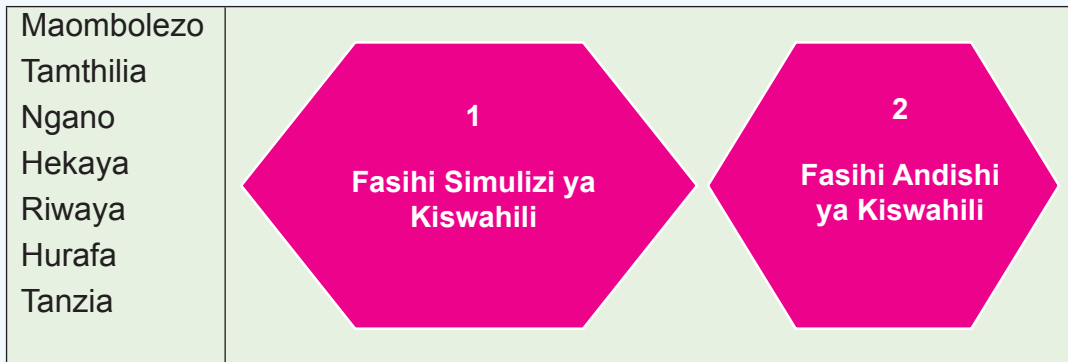 Maombolezo
Tamthilia
Ngano
Hekaya
Riwaya
Hurafa
Tanzia
1
Fasihi Simulizi ya
Kiswahili
2
Fasihi Andishi
ya Kiswahili